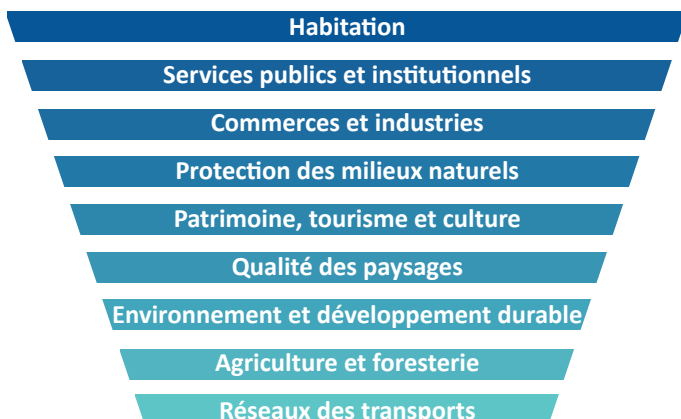 Habitation
Services publics et institutionnels
Commerces et industries
Protection des milieux naturels
Patrimoine, tourisme et culture
Qualité des paysages
Environnement et développement durable
Agriculture et foresterie
Réseaux des transports